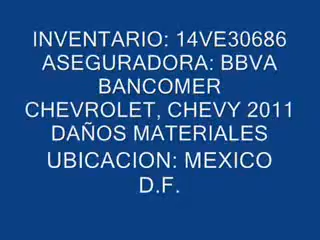 INVENTARIO: 14VE30686
ASEGURADORA: BBVA
BANCOMER
CHEVROLET, CHEVY 2011
DAÑOS MATERIALES
UBICACION: MEXICO
D.F.